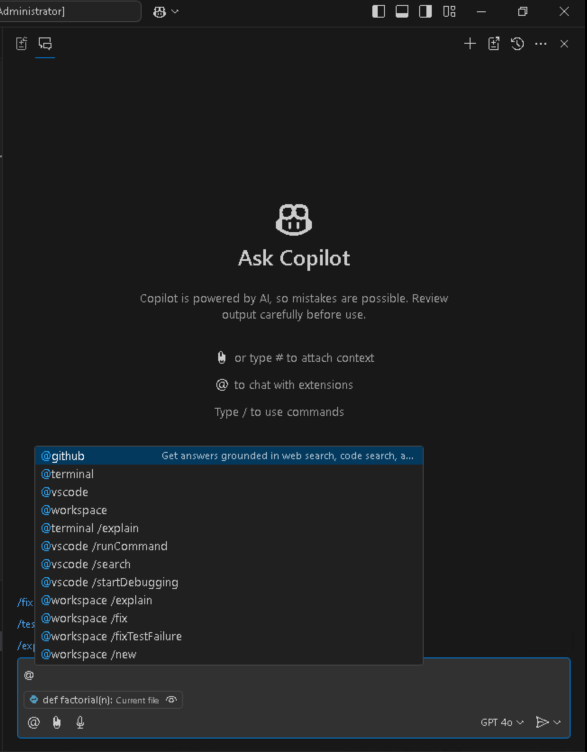 Administrator]
Ask Copilot
Copilot is powered by AI, so mistakes are possible. Review
output carefully before use.
or type # to attach context
@ to chat with extensions
Type / to use commands
@github Get answers grounded in web search, code search, a...
@terminal
@vscode
@workspace
@terminal /explain
@vscode /runCommand
@vscode /search
@vscode /startDebugging
@workspace /explain
/fix
@workspace /fix
/tes
@workspace /fixTestFailure
/exp
@workspace /new
@
def factorial(n): Current file
@ GPT 4o